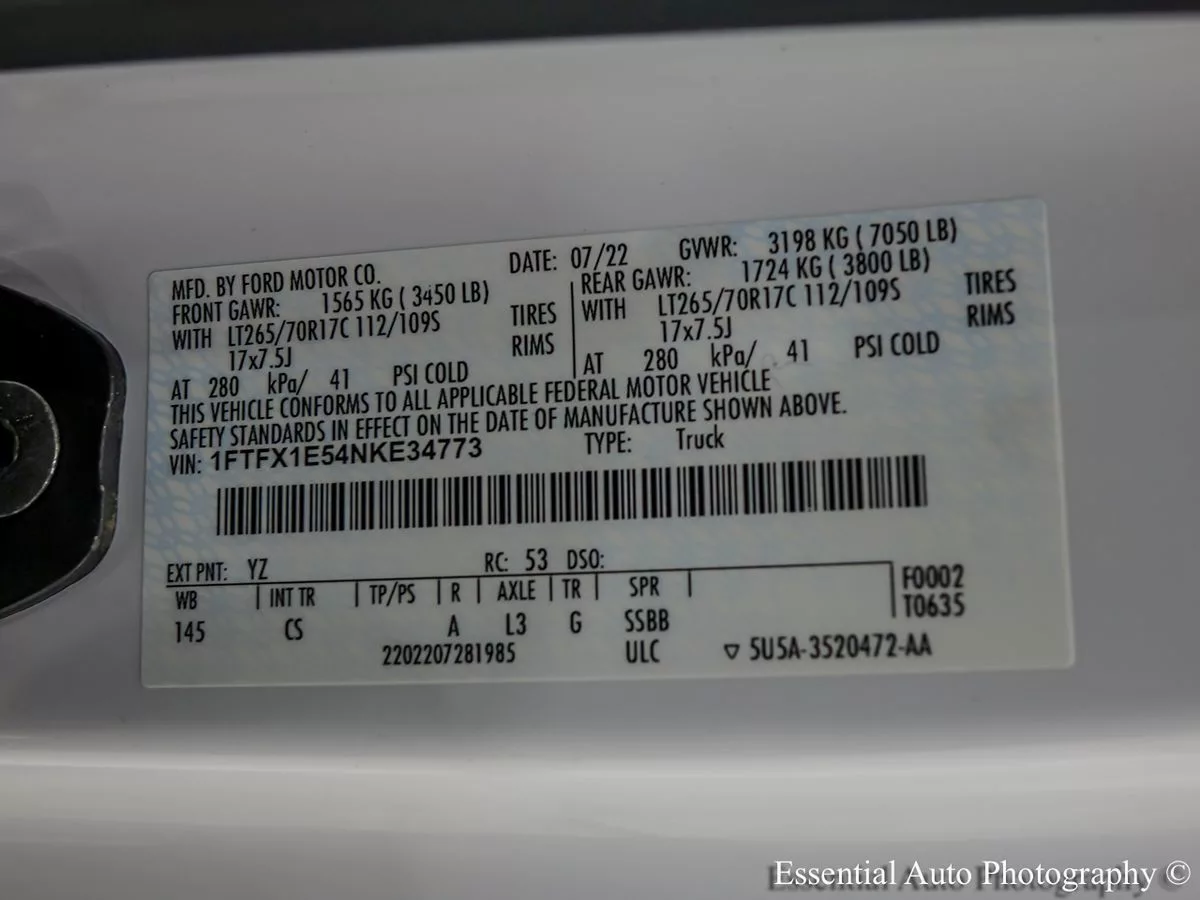 MFD. BY FORD MOTOR CO. DATE: 07/22 GVWR: 3198 KG ( 7050 LB)
FRONT GAWR: 1565 KG ( 3450 LB) REAR GAWR: 1724 KG ( 3800 LB)
WITH LT265/70R17C 112/109S TIRES WITH LT265/70R17C 112/109S TIRES
17x7.5J RIMS 17x7.5J RIMS
AT 280 kPa/ 41 PSI COLD AT 280 kPa/ 41 PSI COLD
THIS VEHICLE CONFORMS TO ALL APPLICABLE FEDERAL MOTOR VEHICLE
SAFETY STANDARDS IN EFFECT ON THE DATE OF MANUFACTURE SHOWN ABOVE.
VIN: 1FTFX1E54NKE34773 TYPE: Truck
EXT PNT: YZ RC: 53 DSO:
WB INT TR TP/PS R AXLE TR SPR F0002
T0635
145 CS A L3 G SSBB
2202207281985 ULC ▽ 5U5A-3520472-AA
Essential Auto Photography ©